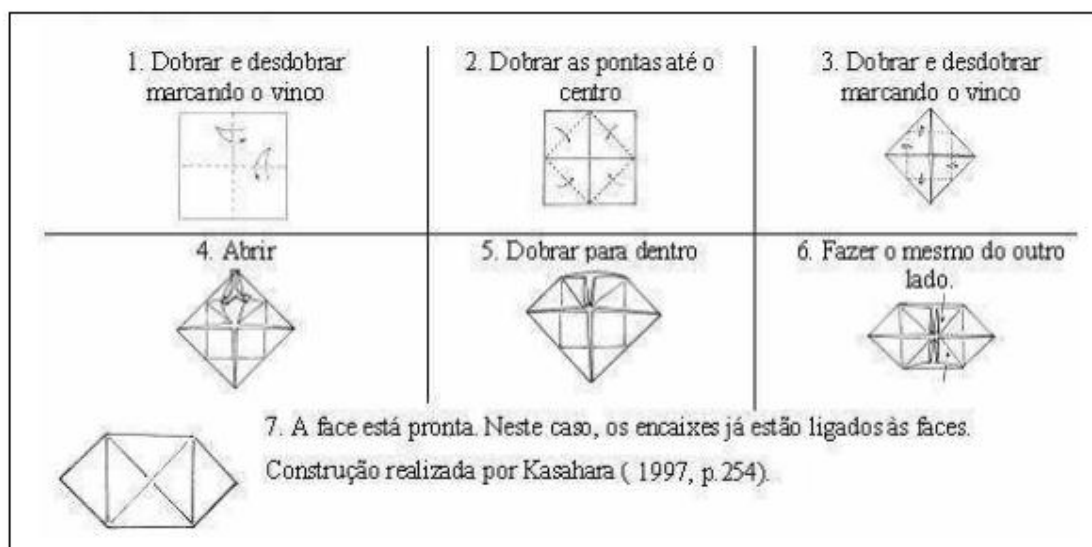 1. Dobrar e desdobrar
marcando o vinco
2. Dobrar as pontas até o
centro
3. Dobrar e desdobrar
marcando o vinco
4. Abrir
5. Dobrar para dentro
6. Fazer o mesmo do outro
lado.
7. A face está pronta. Neste caso, os encaixes já estão ligados às faces.
Construção realizada por Kasahara ( 1997, p.254).